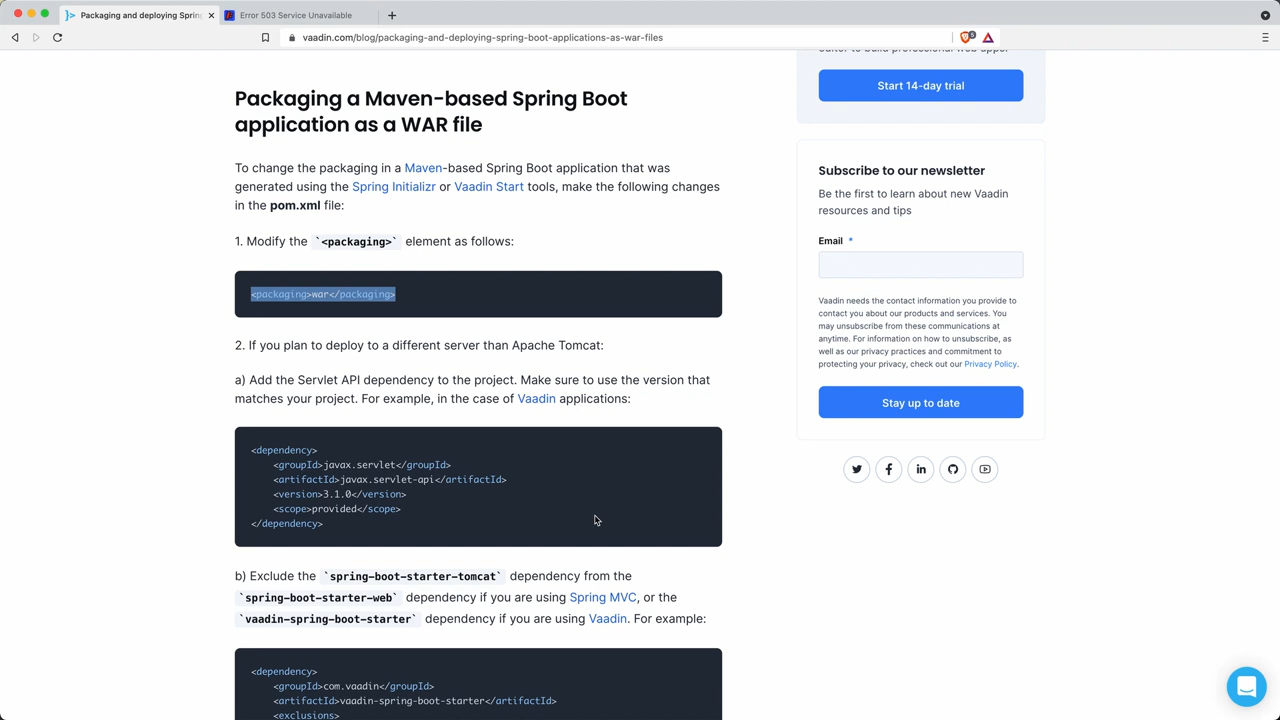 Packaging and deploying Sprin
Error 503 Service Unavailable
vaadin.com/blog/packaging-and-deploying-spring-boot-applications-as-war-files
5
Packaging a Maven-based Spring Boot
application as a WAR file
To change the packaging in a Maven-based Spring Boot application that was
generated using the Spring Initializr or Vaadin Start tools, make the following changes
in the pom.xml file:
1. Modify the `<packaging>` element as follows:
<packaging>war</packaging>
2. If you plan to deploy to a different server than Apache Tomcat:
a) Add the Servlet API dependency to the project. Make sure to use the version that
matches your project. For example, in the case of Vaadin applications:
<dependency>
<groupId>javax.servlet</groupId>
<artifactId>javax.servlet-api</artifactId>
<version>3.1.0</version>
<scope>provided</scope>
</dependency>
b) Exclude the `spring-boot-starter-tomcat` dependency from the
`spring-boot-starter-web` dependency if you are using Spring MVC, or the
`vaadin-spring-boot-starter` dependency if you are using Vaadin. For example:
<dependency>
<groupId>com.vaadin</groupId>
<artifactId>vaadin-spring-boot-starter</artifactId>
<exclusions>
editor to build professional web apps.
Start 14-day trial
Subscribe to our newsletter
Be the first to learn about new Vaadin
resources and tips
Email *
Vaadin needs the contact information you provide to
contact you about our products and services. You
may unsubscribe from these communications at
anytime. For information on how to unsubscribe, as
well as our privacy practices and commitment to
protecting your privacy, check out our Privacy Policy.
Stay up to date